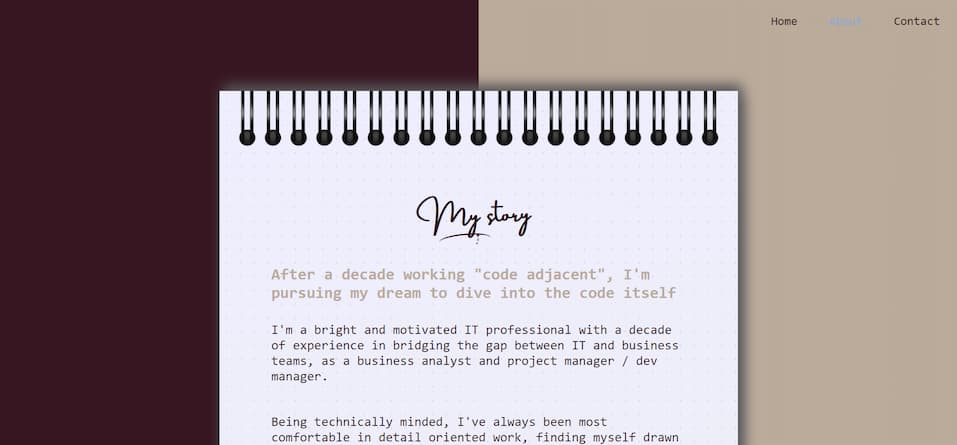 Home About Contact
My story
After a decade working "code adjacent", I'm
pursuing my dream to dive into the code itself
I'm a bright and motivated IT professional with a decade
of experience in bridging the gap between IT and business
teams, as a business analyst and project manager / dev
manager.
Being technically minded, I've always been most
comfortable in detail oriented work, finding myself drawn